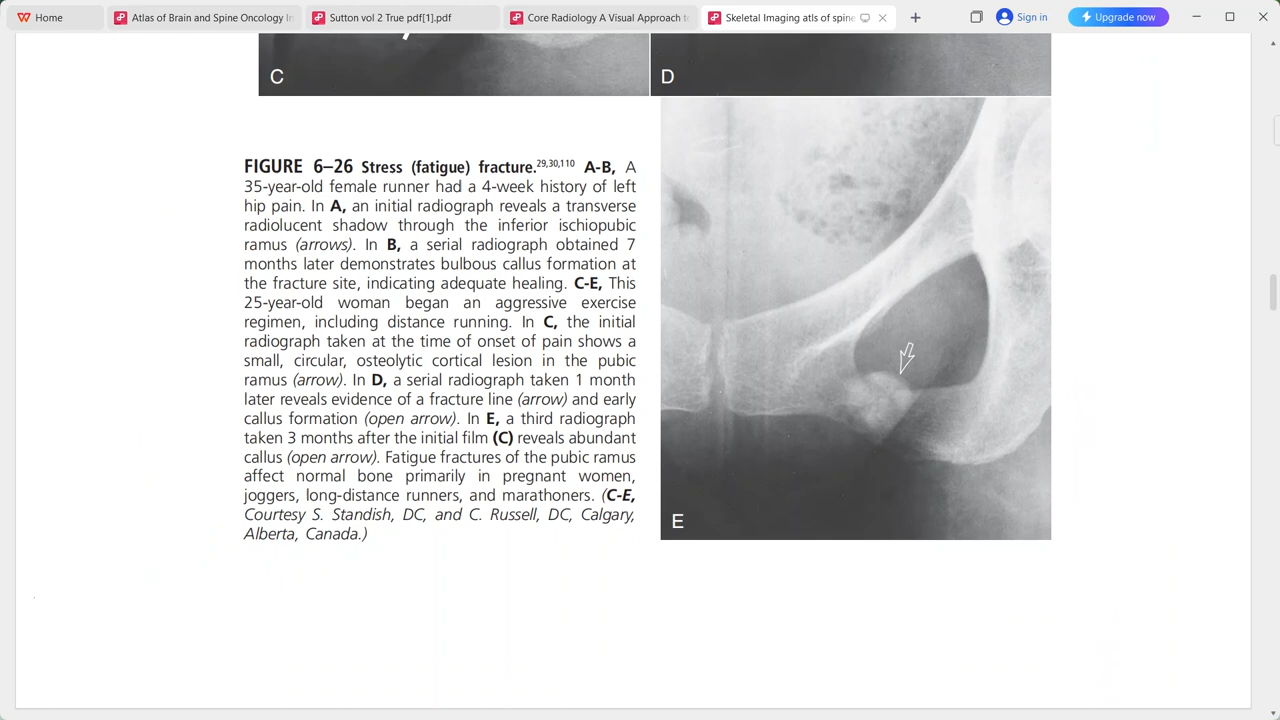 Home
Atlas of Brain and Spine Oncology I
Sutton vol 2 True pdf[1].pdf
Core Radiology A Visual Approach to
Skeletal Imaging atls of spine
Sign in
Upgrade now
C
D
FIGURE 6–26 Stress (fatigue) fracture.29,30,110 A-B, A
35-year-old female runner had a 4-week history of left
hip pain. In A, an initial radiograph reveals a transverse
radiolucent shadow through the inferior ischiopubic
ramus (arrows). In B, a serial radiograph obtained 7
months later demonstrates bulbous callus formation at
the fracture site, indicating adequate healing. C-E, This
25-year-old woman began an aggressive exercise
regimen, including distance running. In C, the initial
radiograph taken at the time of onset of pain shows a
small, circular, osteolytic cortical lesion in the pubic
ramus (arrow). In D, a serial radiograph taken 1 month
later reveals evidence of a fracture line (arrow) and early
callus formation (open arrow). In E, a third radiograph
taken 3 months after the initial film (C) reveals abundant
callus (open arrow). Fatigue fractures of the pubic ramus
affect normal bone primarily in pregnant women,
joggers, long-distance runners, and marathoners. (C-E,
Courtesy S. Standish, DC, and C. Russell, DC, Calgary,
Alberta, Canada.)
E